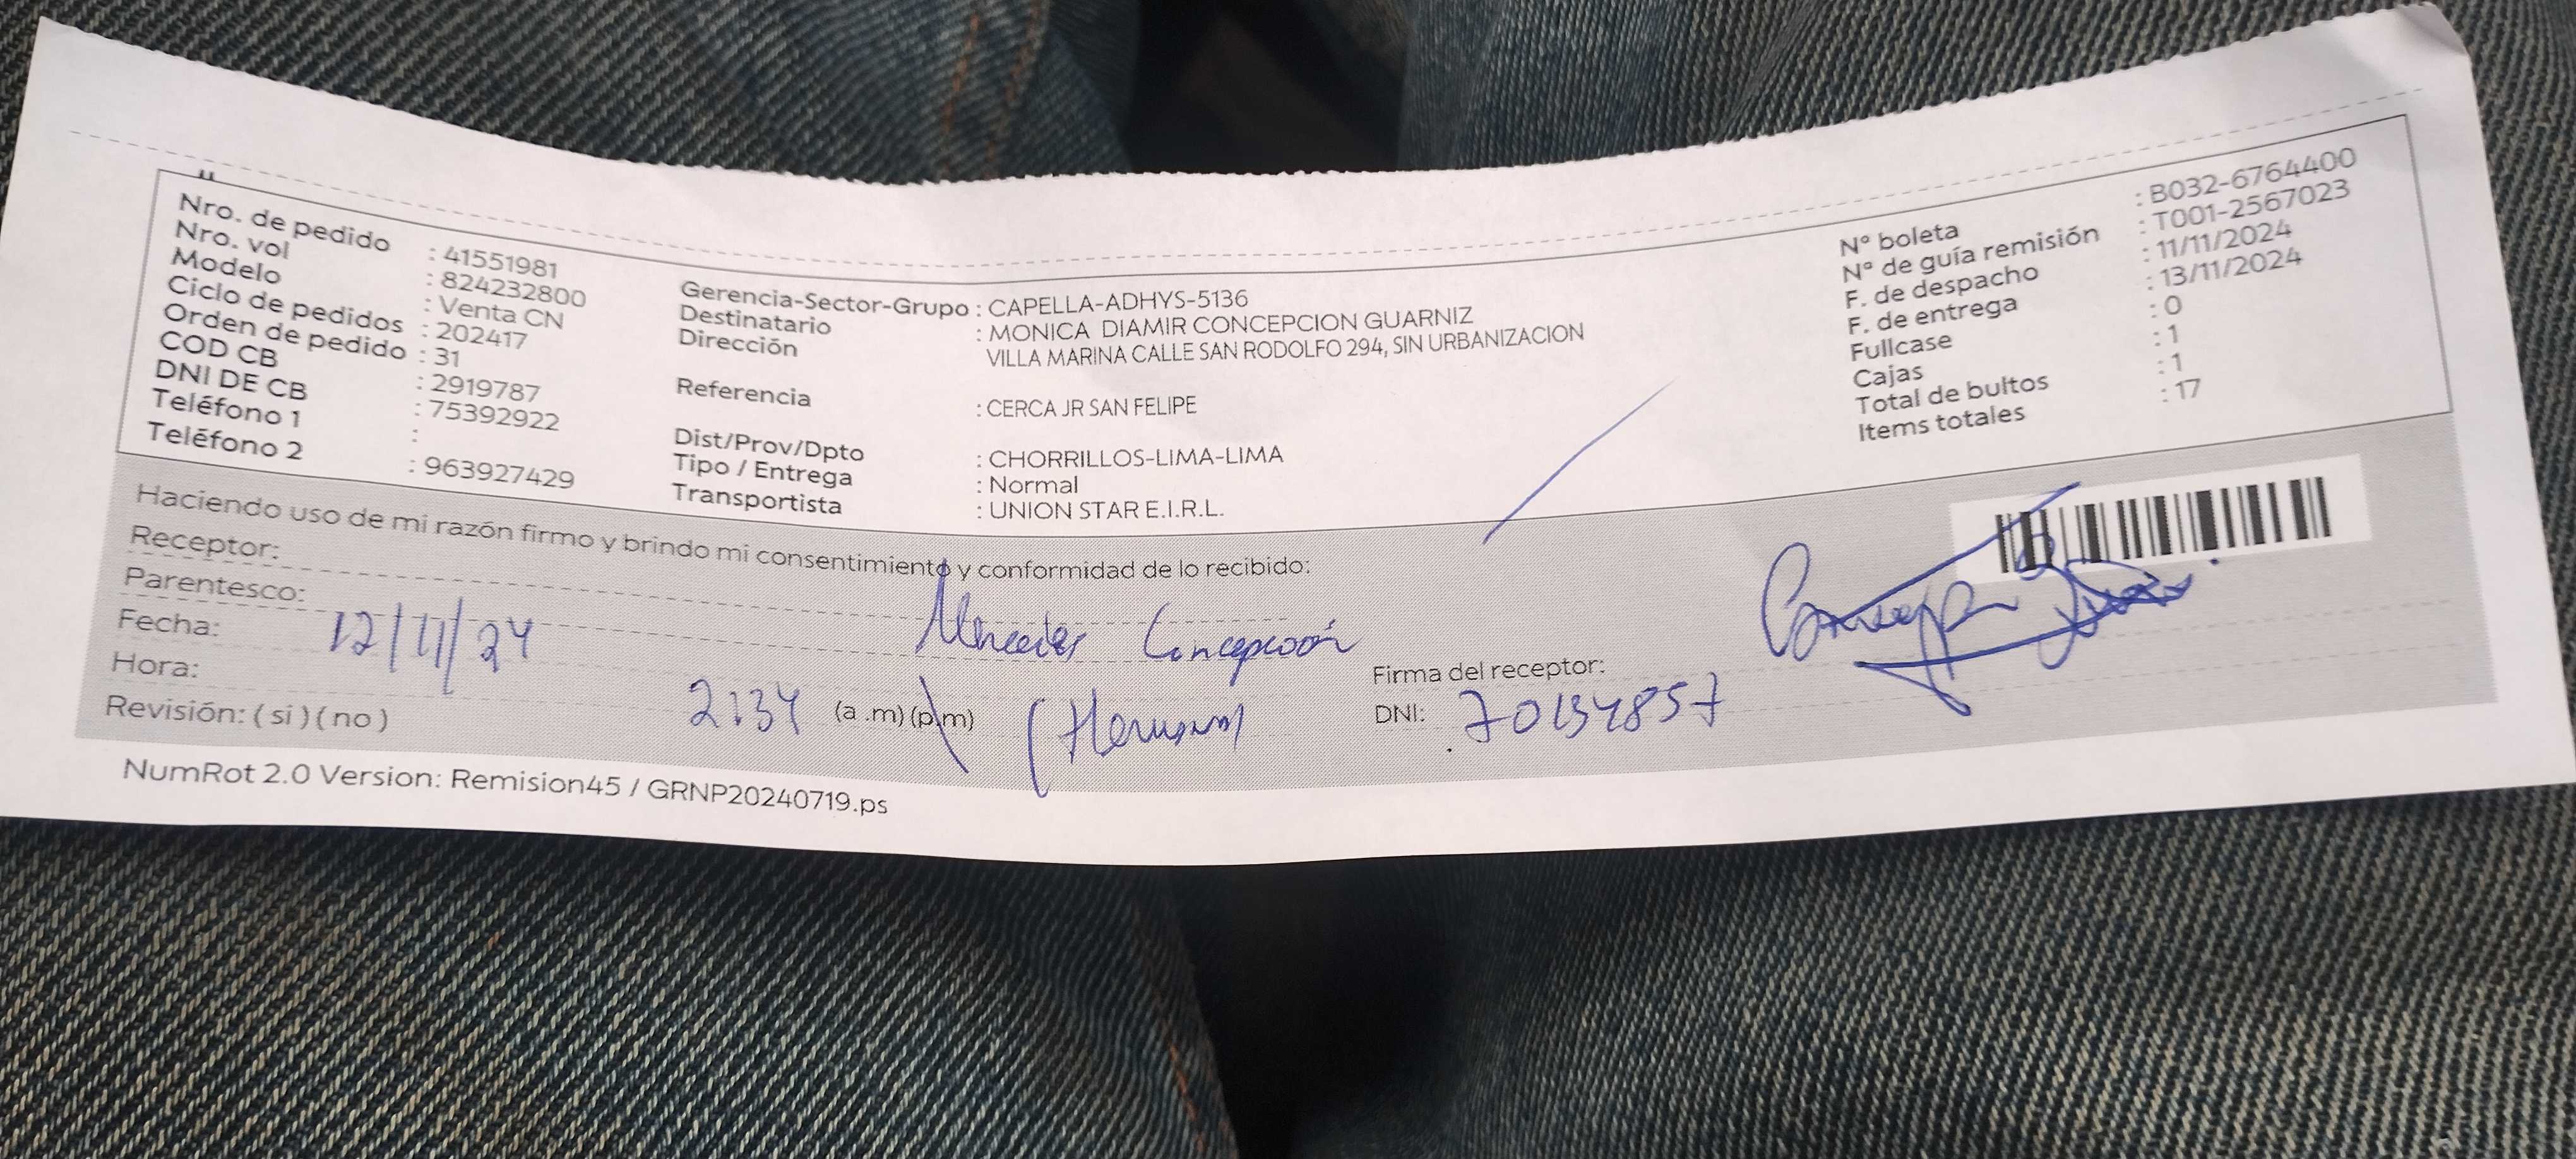 Nro. de pedido : 41551981
Nro. vol : 824232800
Modelo : Venta CN
Ciclo de pedidos : 202417
Orden de pedido : 31
COD CB : 2919787
DNI DE CB : 75392922
Teléfono 1 :
Teléfono 2 : 963927429
Gerencia-Sector-Grupo : CAPELLA-ADHYS-5136
Destinatario : MONICA DIAMIR CONCEPCION GUARNIZ
Dirección VILLA MARINA CALLE SAN RODOLFO 294, SIN URBANIZACION
Referencia : CERCA JR SAN FELIPE
Dist/Prov/Dpto : CHORRILLOS-LIMA-LIMA
Tipo / Entrega : Normal
Transportista : UNION STAR E.I.R.L.
N° boleta : B032-6764400
N° de guía remisión : T001-2567023
F. de despacho : 11/11/2024
F. de entrega : 13/11/2024
Fullcase : 0
Cajas : 1
Total de bultos : 1
Items totales : 17
Haciendo uso de mi razón firmo y brindo mi consentimiento y conformidad de lo recibido:
Receptor: Mercedes Concepción
Parentesco: (Hermana)
Fecha: 12/11/24
Hora: 2:34 (a .m) (p.m)
Revisión: ( si ) ( no )
Firma del receptor:
DNI: 70134857
NumRot 2.0 Version: Remision45 / GRNP20240719.ps